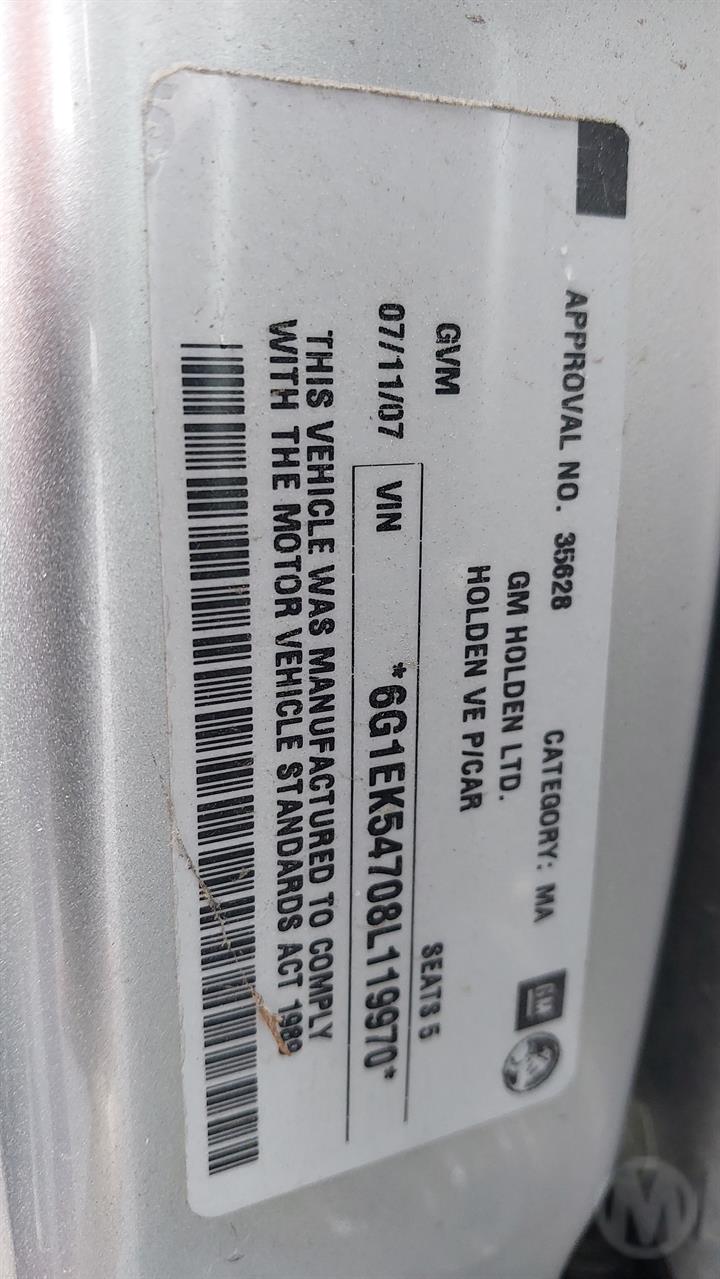 APPROVAL NO. 35628 CATEGORY: MA
GM
GM HOLDEN LTD.
HOLDEN VE P/CAR
GVM SEATS 5
07/11/07 VIN *6G1EK54708L119970*
THIS VEHICLE WAS MANUFACTURED TO COMPLY
WITH THE MOTOR VEHICLE STANDARDS ACT 1989
M